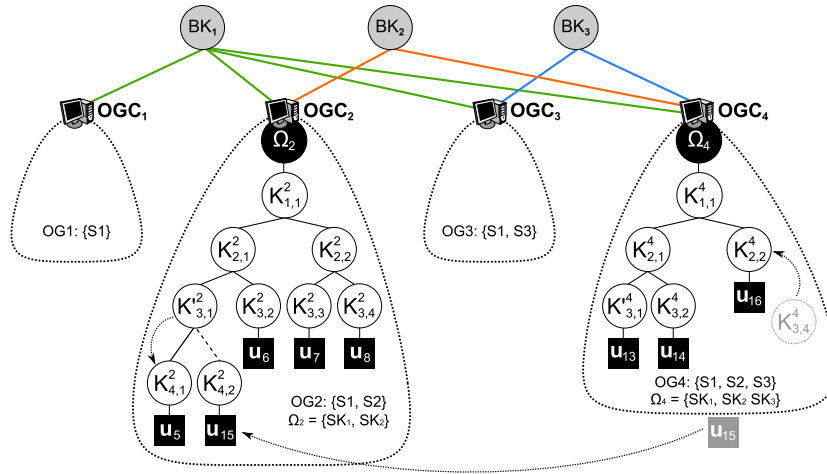 BK₁ BK₂ BK₃
OGC₁ OGC₂ OGC₃ OGC₄
Ω₂ Ω₄
K²₁,₁ K⁴₁,₁
OG1: {S1} OG3: {S1, S3}
K²₂,₁ K²₂,₂ K⁴₂,₁ K⁴₂,₂
u₁₆
K'²₃,₁ K²₃,₂ K²₃,₃ K²₃,₄ K'⁴₃,₁ K⁴₃,₂ K⁴₃,₄
u₆ u₇ u₈ u₁₃ u₁₄
K²₄,₁ K²₄,₂
OG2: {S1, S2}
Ω₂ = {SK₁, SK₂}
OG4: {S1, S2, S3}
Ω₄ = {SK₁, SK₂ SK₃}
u₅ u₁₅ u₁₅